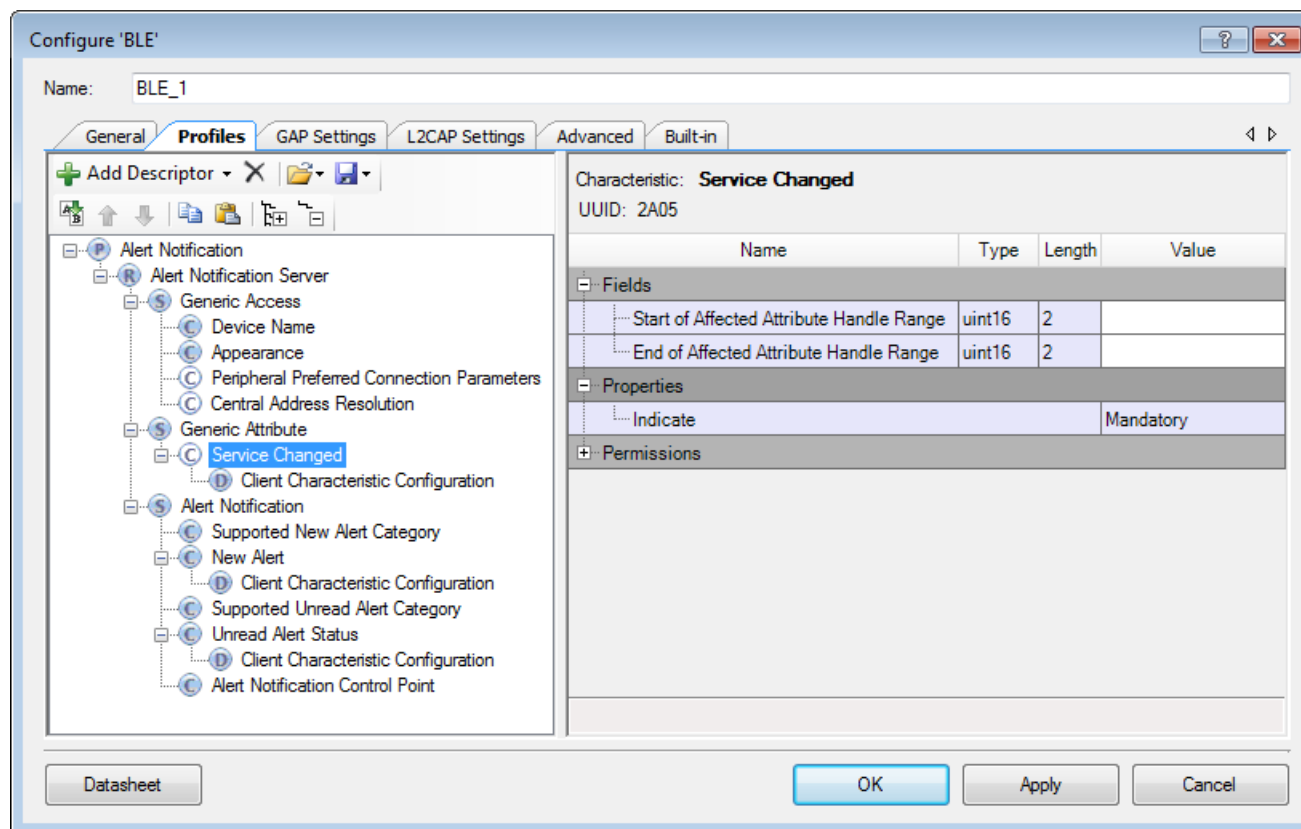 Configure 'BLE'
Name: BLE_1
General Profiles GAP Settings L2CAP Settings Advanced Built-in
Add Descriptor
Alert Notification
Alert Notification Server
Generic Access
Device Name
Appearance
Peripheral Preferred Connection Parameters
Central Address Resolution
Generic Attribute
Service Changed
Client Characteristic Configuration
Alert Notification
Supported New Alert Category
New Alert
Client Characteristic Configuration
Supported Unread Alert Category
Unread Alert Status
Client Characteristic Configuration
Alert Notification Control Point
Characteristic: Service Changed
UUID: 2A05
Name Type Length Value
Fields
Start of Affected Attribute Handle Range uint16 2
End of Affected Attribute Handle Range uint16 2
Properties
Indicate Mandatory
Permissions
Datasheet OK Apply Cancel